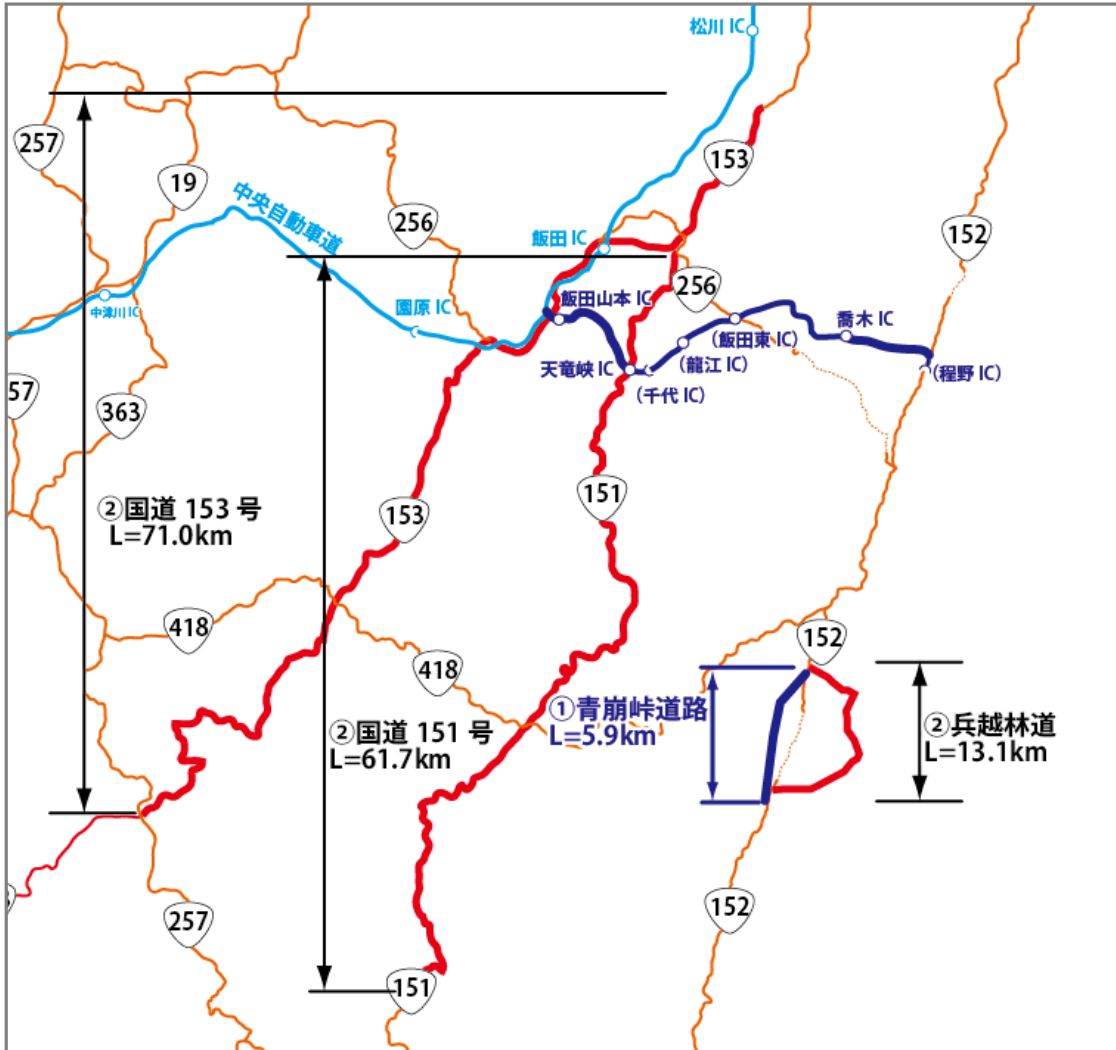 松川 IC
257
153
19
中央自動車道
256
飯田 IC
152
256
中津川 IC
園原 IC
飯田山本 IC
喬木 IC
(飯田東 IC)
天竜峡 IC
(龍江 IC)
(程野 IC)
(千代 IC)
57
363
②国道 153 号
L=71.0km
153
151
418
152
418
①青崩峠道路
L=5.9km
②国道 151 号
L=61.7km
②兵越林道
L=13.1km
257
152
151